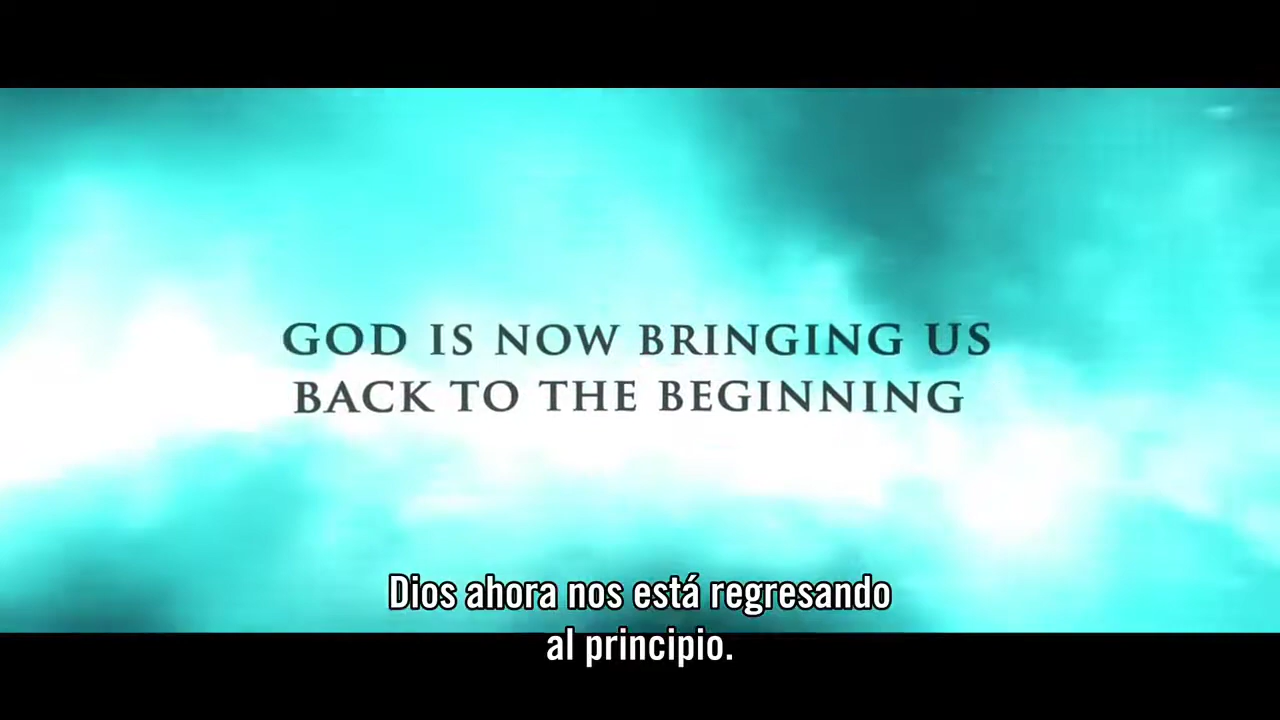 GOD IS NOW BRINGING US
BACK TO THE BEGINNING
Dios ahora nos está regresando
al principio.